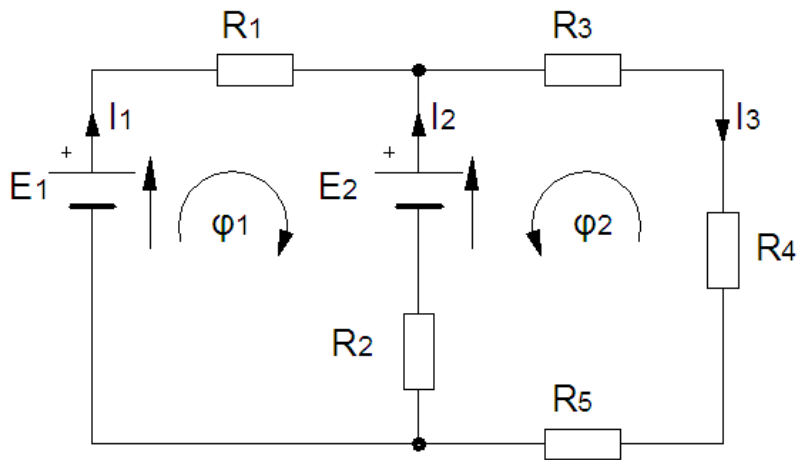 R1 R3
I1 I2 I3
+ +
E1 E2
φ1 φ2
R4
R2
R5